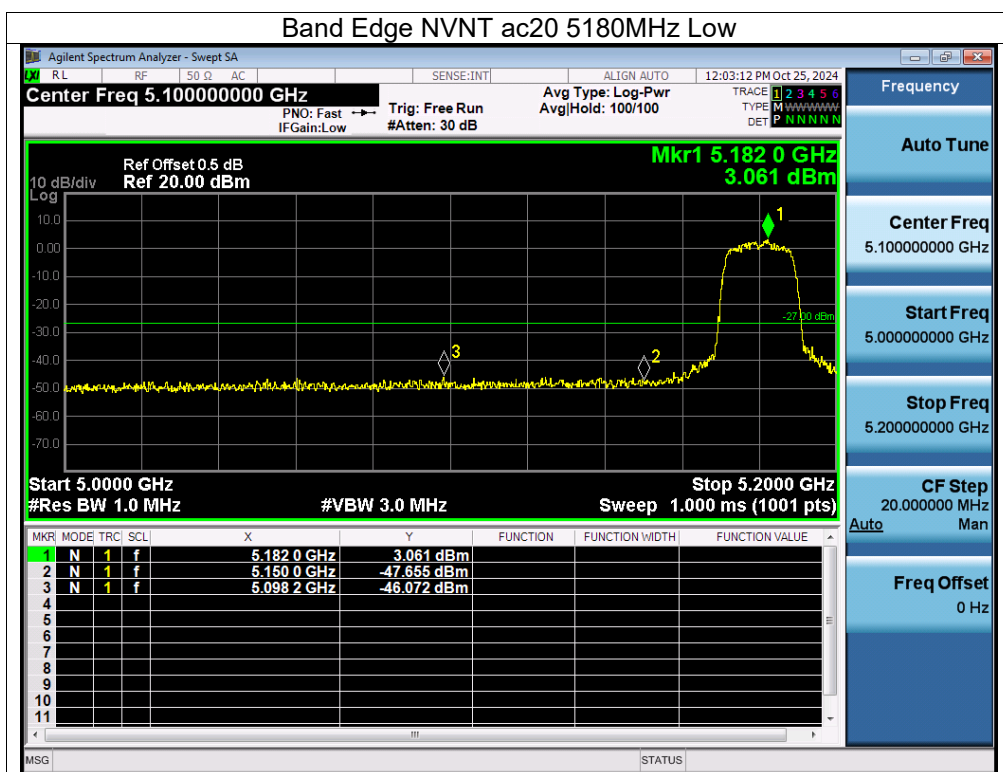 Band Edge NVNT ac20 5180MHz Low
Agilent Spectrum Analyzer - Swept SA
LXI RL RF 50 Ω AC SENSE:INT ALIGN AUTO 12:03:12 PM Oct 25, 2024
Center Freq 5.100000000 GHz
PNO: Fast
IFGain:Low
Trig: Free Run
#Atten: 30 dB
Avg Type: Log-Pwr
Avg|Hold: 100/100
TRACE 1 2 3 4 5 6
TYPE M WWWWW
DET P N N N N N
Ref Offset 0.5 dB
10 dB/div Ref 20.00 dBm
Log
Mkr1 5.182 0 GHz
3.061 dBm
10.0
0.00
-10.0
-20.0
-30.0
-40.0
-50.0
-60.0
-70.0
1
-27.00 dBm
3
2
Start 5.0000 GHz Stop 5.2000 GHz
#Res BW 1.0 MHz #VBW 3.0 MHz Sweep 1.000 ms (1001 pts)
MKR MODE TRC SCL X Y FUNCTION FUNCTION WIDTH FUNCTION VALUE
1 N 1 f 5.182 0 GHz 3.061 dBm
2 N 1 f 5.150 0 GHz -47.655 dBm
3 N 1 f 5.098 2 GHz -46.072 dBm
4
5
6
7
8
9
10
11
MSG STATUS
Frequency
Auto Tune
Center Freq
5.100000000 GHz
Start Freq
5.000000000 GHz
Stop Freq
5.200000000 GHz
CF Step
20.000000 MHz
Auto Man
Freq Offset
0 Hz